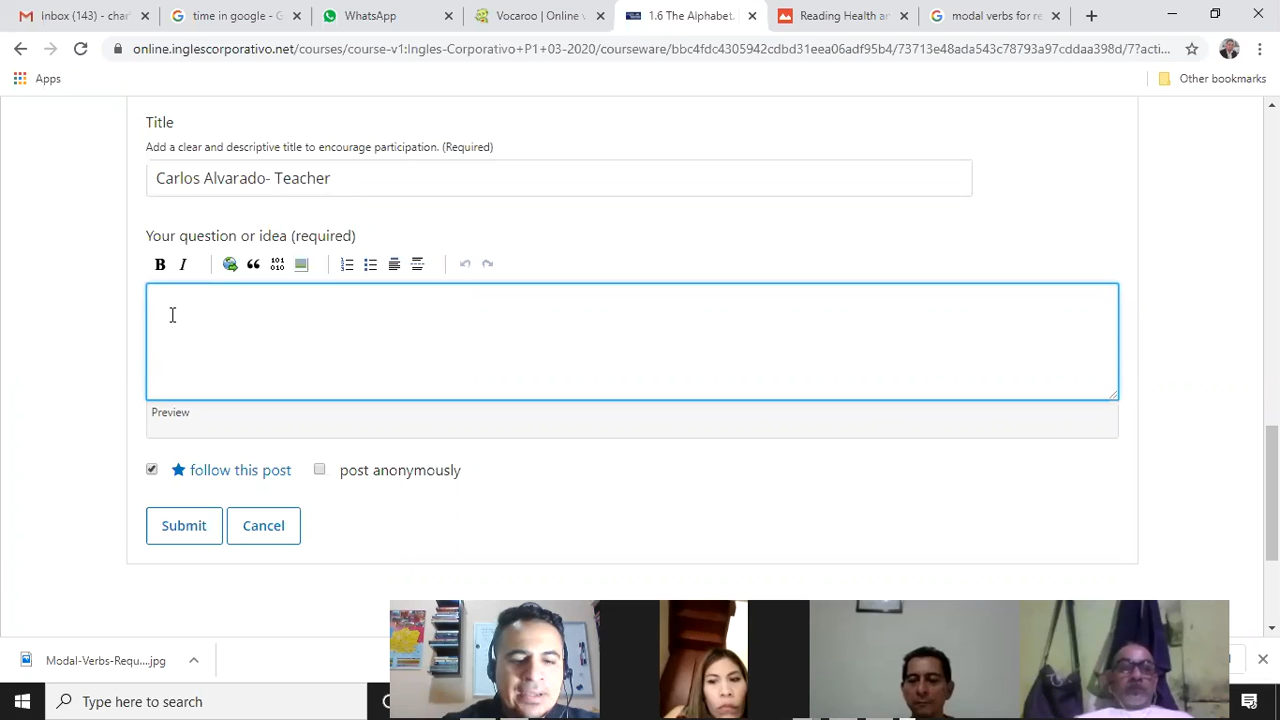 inbox (43) - char
time in google - G
WhatsApp
Vocaroo | Online v
1.6 The Alphabet.
Reading Health an
modal verbs for re
online.inglescorporativo.net/courses/course-v1:Ingles-Corporativo+P1+03-2020/courseware/bbc4fdc4305942cdbd31eea06adf95b4/73713e48ada543c78793a97cddaa398d/7?acti...
Apps
Other bookmarks
Title
Add a clear and descriptive title to encourage participation. (Required)
Carlos Alvarado- Teacher
Your question or idea (required)
B I
Preview
follow this post
post anonymously
Submit
Cancel
Modal-Verbs-Requ....jpg
Type here to search